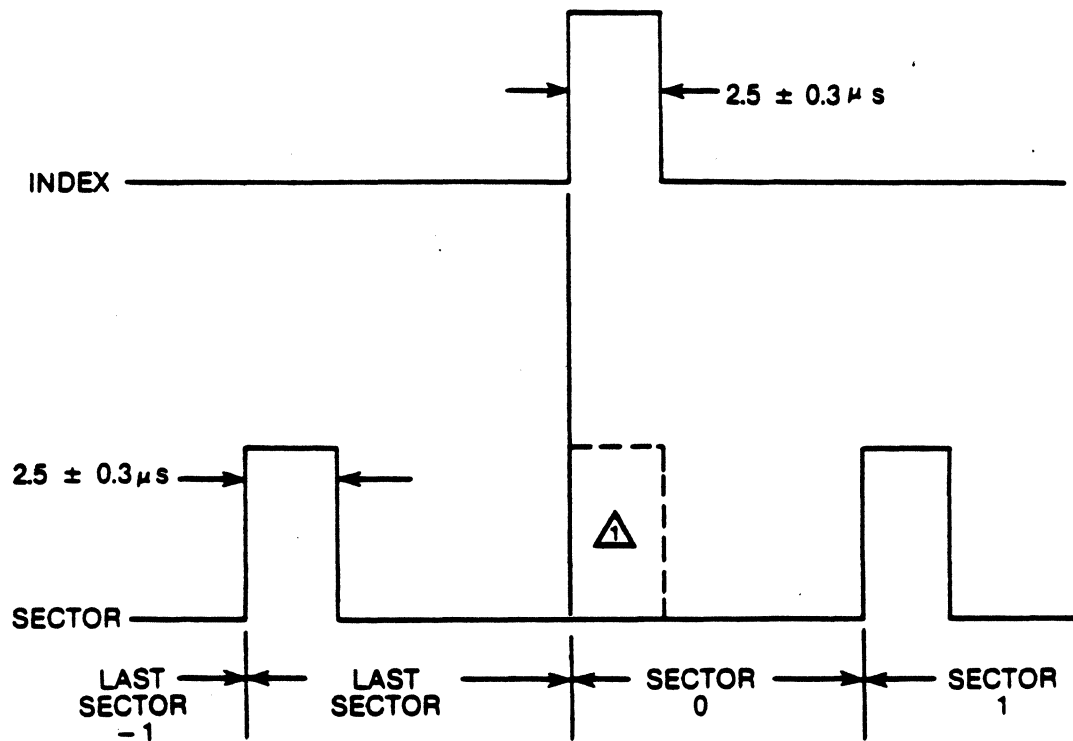 2.5 ± 0.3 μ s
INDEX
2.5 ± 0.3 μ s
1
SECTOR
LAST
SECTOR
– 1
LAST
SECTOR
SECTOR
0
SECTOR
1